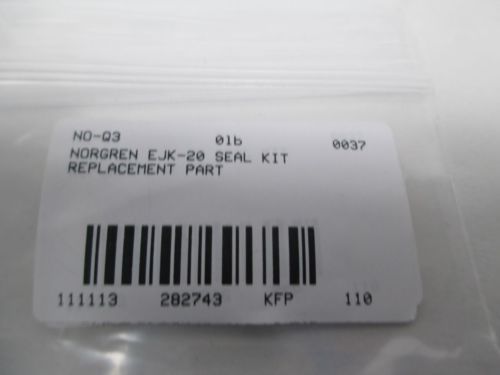 NO-Q3 01b 0037
NORGREN EJK-20 SEAL KIT
REPLACEMENT PART
111113 282743 KFP 110